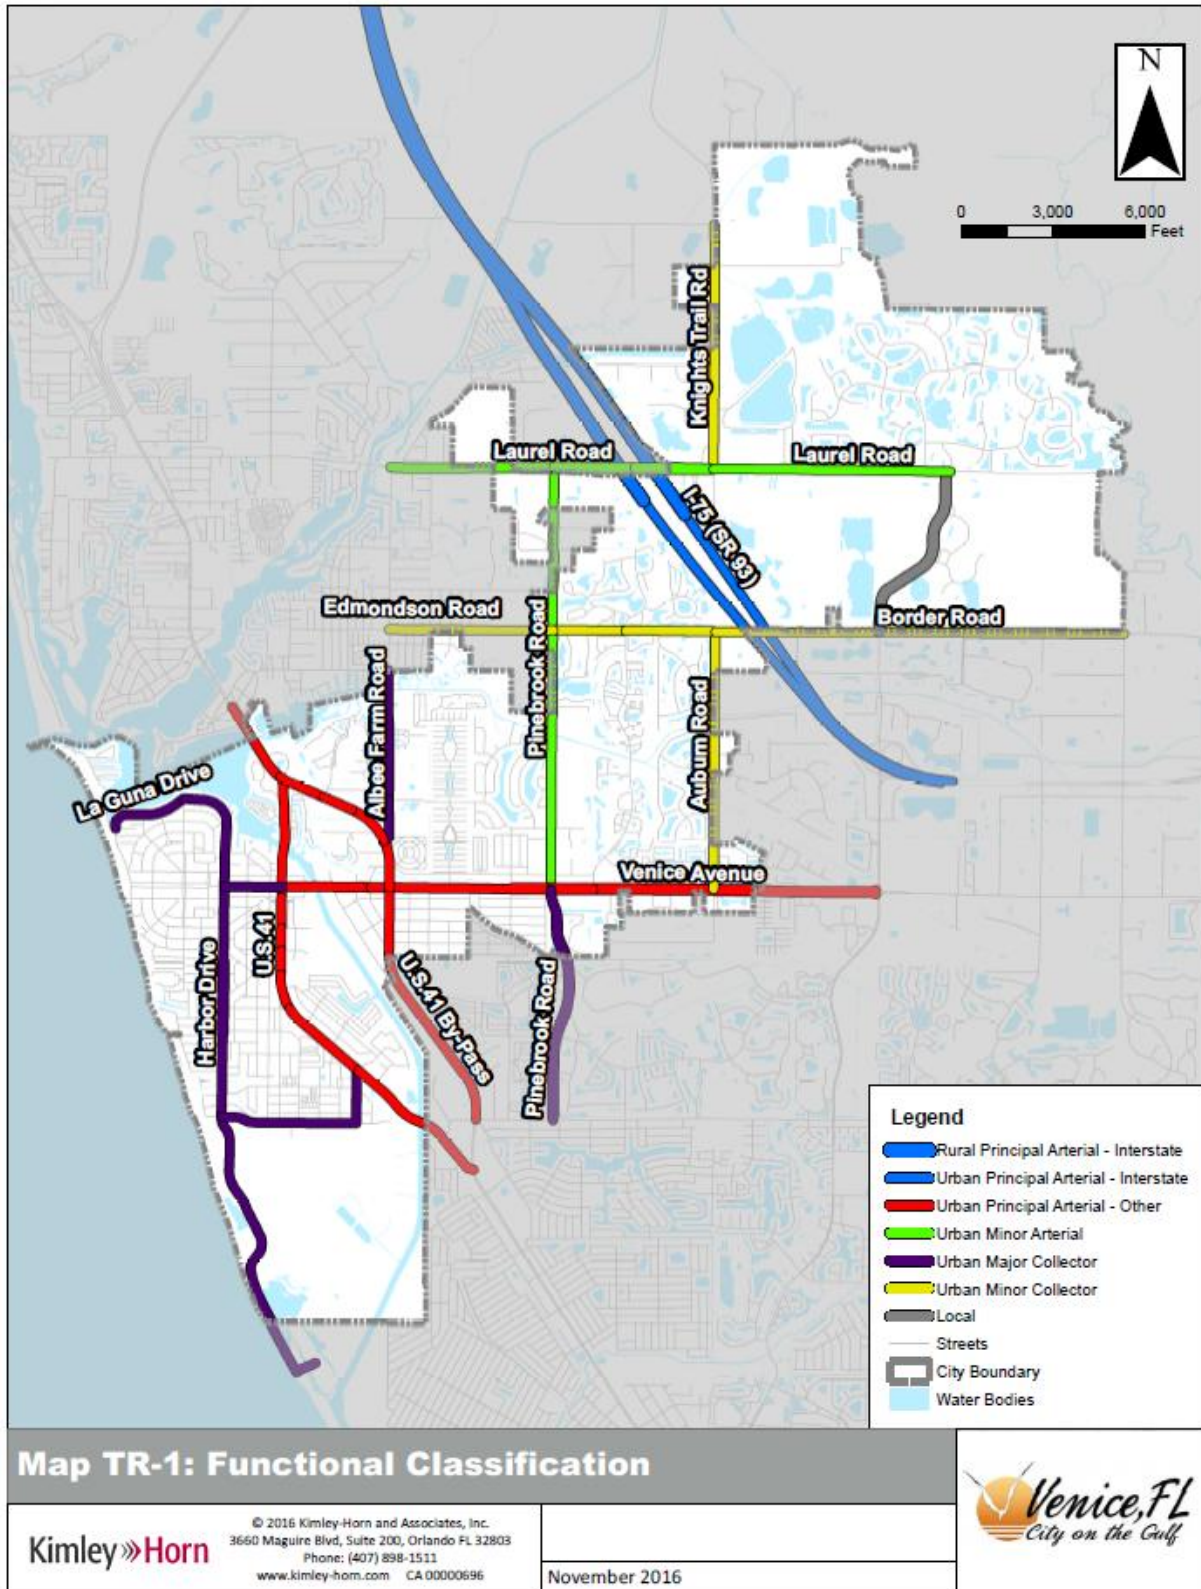 N
0 3,000 6,000
Feet
Knights Trail Rd
Laurel Road
Laurel Road
I-75 (SR 93)
Edmondson Road
Border Road
Pinebrook Road
Albee Farm Road
Auburn Road
La Guna Drive
Venice Avenue
U.S.41
Harbor Drive
U.S.41 By-Pass
Pinebrook Road
Legend
Rural Principal Arterial - Interstate
Urban Principal Arterial - Interstate
Urban Principal Arterial - Other
Urban Minor Arterial
Urban Major Collector
Urban Minor Collector
Local
Streets
City Boundary
Water Bodies
Map TR-1: Functional Classification
Kimley»Horn
© 2016 Kimley-Horn and Associates, Inc.
3660 Maguire Blvd, Suite 200, Orlando FL 32803
Phone: (407) 898-1511
www.kimley-horn.com CA 00000696
November 2016
Venice, FL
City on the Gulf